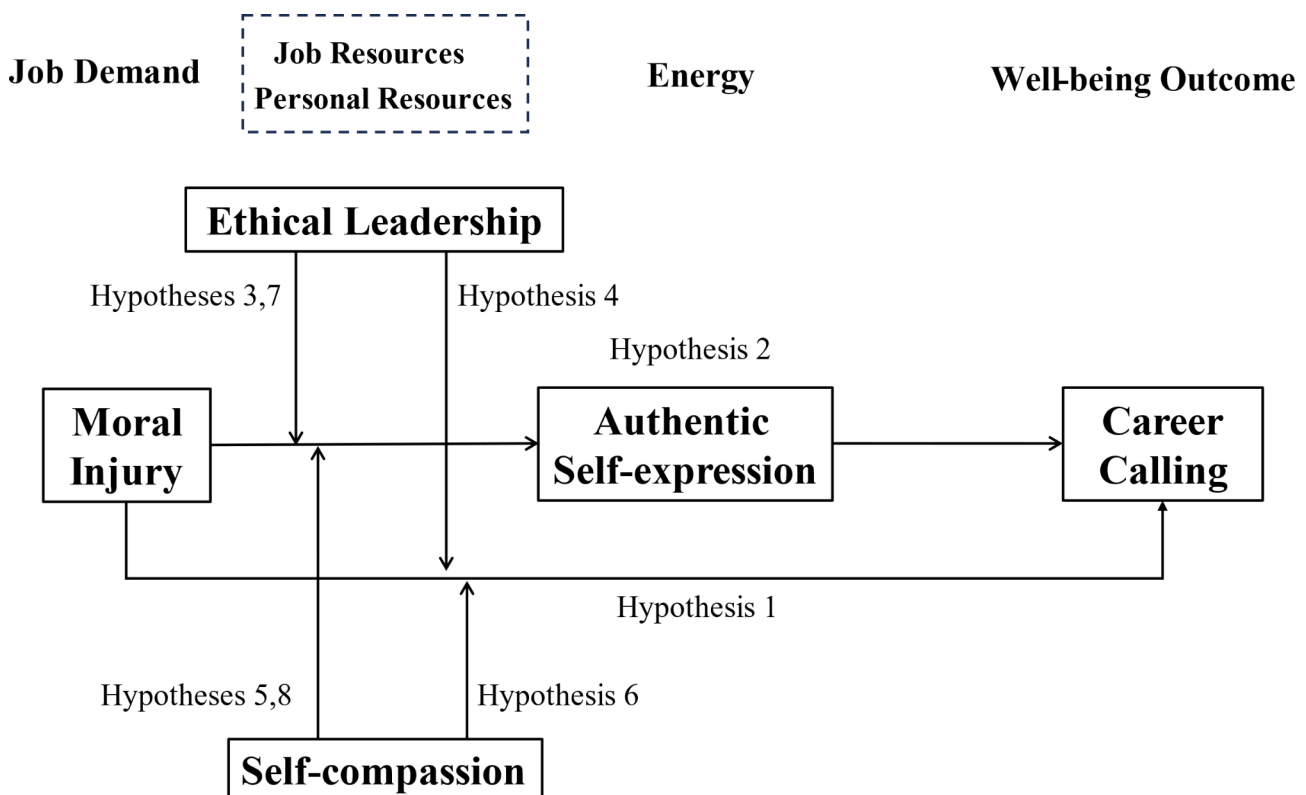 Job Demand
Job Resources
Personal Resources
Energy
Well-being Outcome
Ethical Leadership
Hypotheses 3,7
Hypothesis 4
Hypothesis 2
Moral
Injury
Authentic
Self-expression
Career
Calling
Hypothesis 1
Hypotheses 5,8
Hypothesis 6
Self-compassion